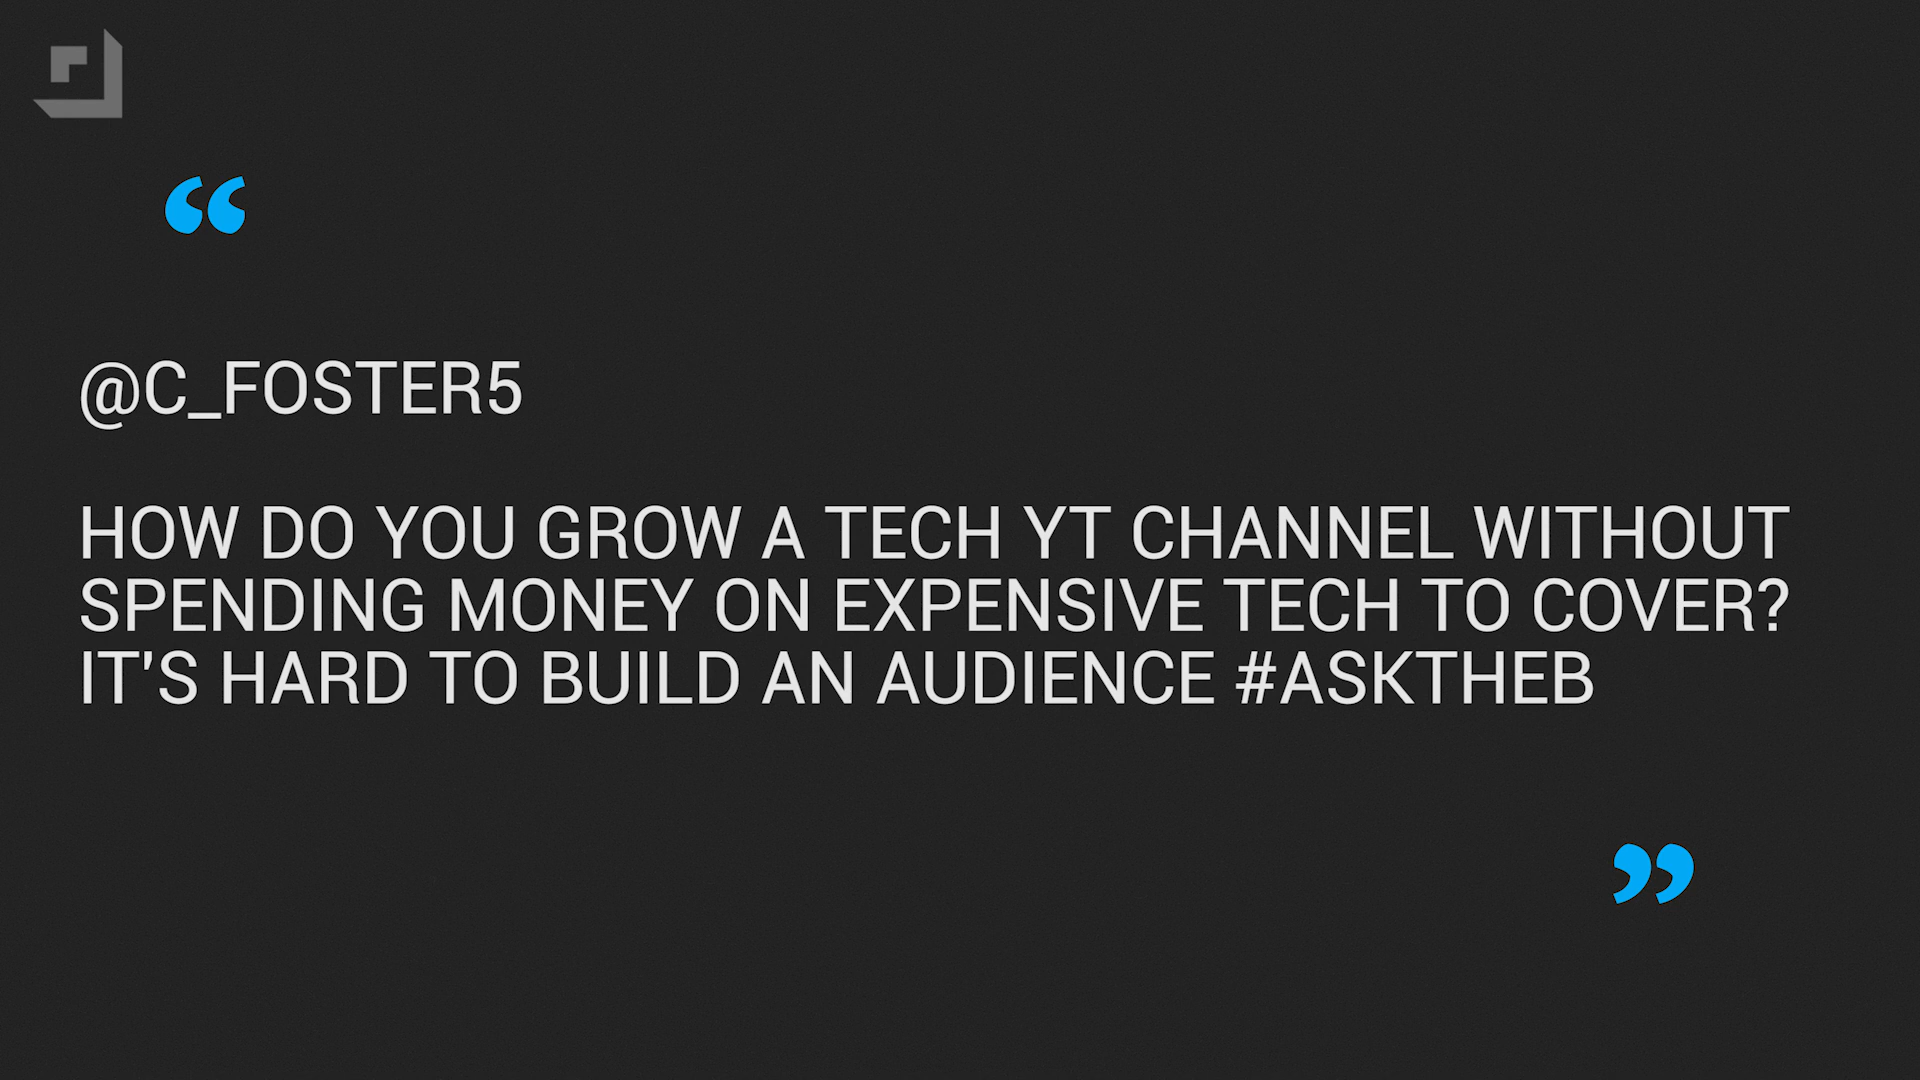 “
@C_FOSTER5
HOW DO YOU GROW A TECH YT CHANNEL WITHOUT
SPENDING MONEY ON EXPENSIVE TECH TO COVER?
IT'S HARD TO BUILD AN AUDIENCE #ASKTHEB
”